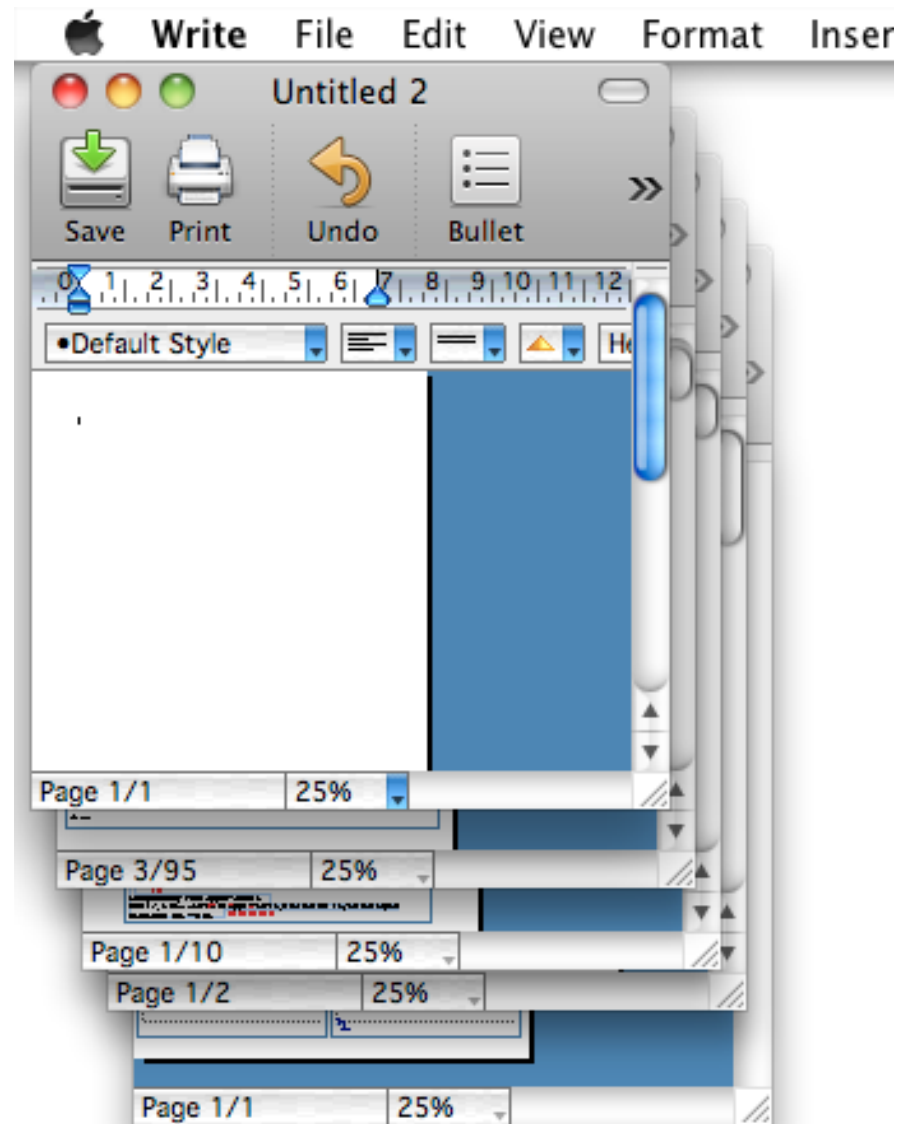 Write File Edit View Format Inser
Untitled 2
Save Print Undo Bullet
0 1 2 3 4 5 6 7 8 9 10 11 12
•Default Style He
Page 1/1 25%
Page 3/95 25%
Page 1/10 25%
Page 1/2 25%
Page 1/1 25%